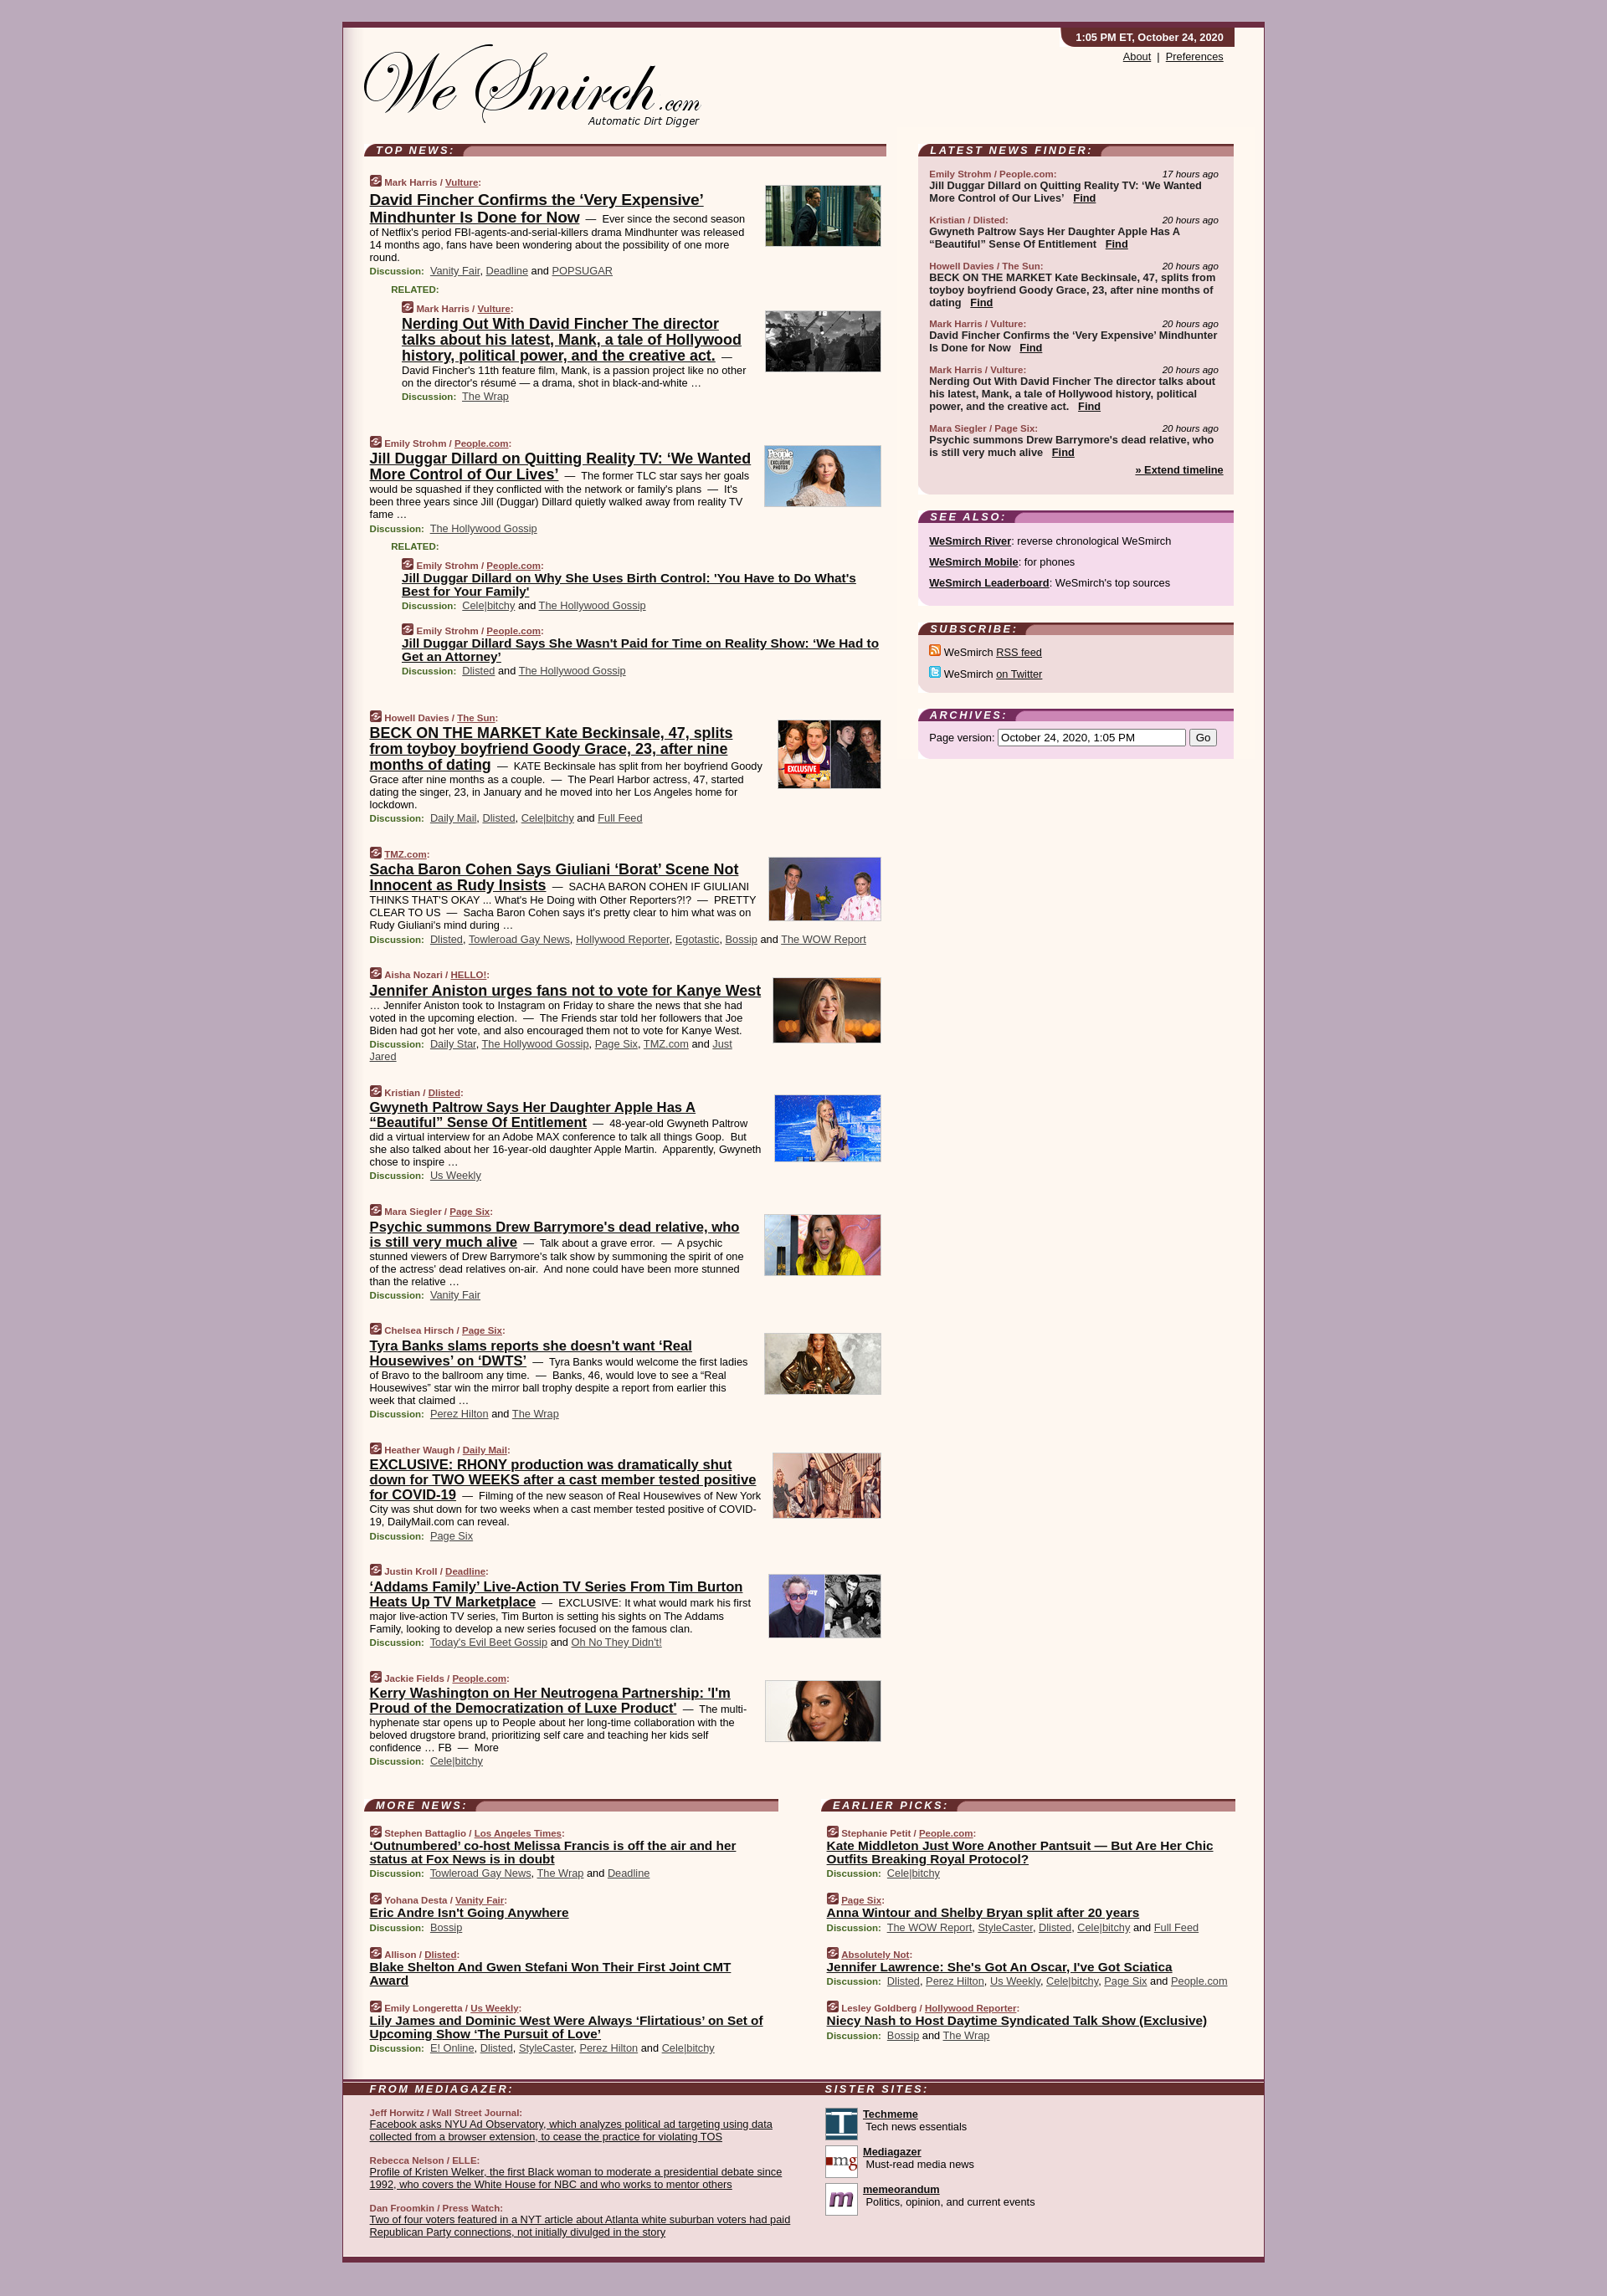 1:05 PM ET, October 24, 2020
About | Preferences
We Smirch .com
Automatic Dirt Digger
TOP NEWS:
Mark Harris / Vulture:
David Fincher Confirms the ‘Very Expensive’
Mindhunter Is Done for Now — Ever since the second season
of Netflix's period FBI-agents-and-serial-killers drama Mindhunter was released
14 months ago, fans have been wondering about the possibility of one more
round.
Discussion: Vanity Fair, Deadline and POPSUGAR
RELATED:
Mark Harris / Vulture:
Nerding Out With David Fincher The director
talks about his latest, Mank, a tale of Hollywood
history, political power, and the creative act. —
David Fincher's 11th feature film, Mank, is a passion project like no other
on the director's résumé — a drama, shot in black-and-white …
Discussion: The Wrap
Emily Strohm / People.com:
Jill Duggar Dillard on Quitting Reality TV: ‘We Wanted
More Control of Our Lives’ — The former TLC star says her goals
would be squashed if they conflicted with the network or family's plans — It's
been three years since Jill (Duggar) Dillard quietly walked away from reality TV
fame …
Discussion: The Hollywood Gossip
People
EXCLUSIVE
PHOTOS
RELATED:
Emily Strohm / People.com:
Jill Duggar Dillard on Why She Uses Birth Control: 'You Have to Do What's
Best for Your Family'
Discussion: Cele|bitchy and The Hollywood Gossip
Emily Strohm / People.com:
Jill Duggar Dillard Says She Wasn't Paid for Time on Reality Show: ‘We Had to
Get an Attorney’
Discussion: Dlisted and The Hollywood Gossip
Howell Davies / The Sun:
BECK ON THE MARKET Kate Beckinsale, 47, splits
from toyboy boyfriend Goody Grace, 23, after nine
months of dating — KATE Beckinsale has split from her boyfriend Goody
Grace after nine months as a couple. — The Pearl Harbor actress, 47, started
dating the singer, 23, in January and he moved into her Los Angeles home for
lockdown.
Discussion: Daily Mail, Dlisted, Cele|bitchy and Full Feed
EXCLUSIVE
TMZ.com:
Sacha Baron Cohen Says Giuliani ‘Borat’ Scene Not
Innocent as Rudy Insists — SACHA BARON COHEN IF GIULIANI
THINKS THAT'S OKAY ... What's He Doing with Other Reporters?!? — PRETTY
CLEAR TO US — Sacha Baron Cohen says it's pretty clear to him what was on
Rudy Giuliani's mind during …
Discussion: Dlisted, Towleroad Gay News, Hollywood Reporter, Egotastic, Bossip and The WOW Report
Aisha Nozari / HELLO!:
Jennifer Aniston urges fans not to vote for Kanye West
… Jennifer Aniston took to Instagram on Friday to share the news that she had
voted in the upcoming election. — The Friends star told her followers that Joe
Biden had got her vote, and also encouraged them not to vote for Kanye West.
Discussion: Daily Star, The Hollywood Gossip, Page Six, TMZ.com and Just
Jared
Kristian / Dlisted:
Gwyneth Paltrow Says Her Daughter Apple Has A
“Beautiful” Sense Of Entitlement — 48-year-old Gwyneth Paltrow
did a virtual interview for an Adobe MAX conference to talk all things Goop. But
she also talked about her 16-year-old daughter Apple Martin. Apparently, Gwyneth
chose to inspire …
Discussion: Us Weekly
Mara Siegler / Page Six:
Psychic summons Drew Barrymore's dead relative, who
is still very much alive — Talk about a grave error. — A psychic
stunned viewers of Drew Barrymore's talk show by summoning the spirit of one
of the actress' dead relatives on-air. And none could have been more stunned
than the relative …
Discussion: Vanity Fair
Chelsea Hirsch / Page Six:
Tyra Banks slams reports she doesn't want ‘Real
Housewives’ on ‘DWTS’ — Tyra Banks would welcome the first ladies
of Bravo to the ballroom any time. — Banks, 46, would love to see a “Real
Housewives” star win the mirror ball trophy despite a report from earlier this
week that claimed …
Discussion: Perez Hilton and The Wrap
Heather Waugh / Daily Mail:
EXCLUSIVE: RHONY production was dramatically shut
down for TWO WEEKS after a cast member tested positive
for COVID-19 — Filming of the new season of Real Housewives of New York
City was shut down for two weeks when a cast member tested positive of COVID-
19, DailyMail.com can reveal.
Discussion: Page Six
Justin Kroll / Deadline:
‘Addams Family’ Live-Action TV Series From Tim Burton
Heats Up TV Marketplace — EXCLUSIVE: It what would mark his first
major live-action TV series, Tim Burton is setting his sights on The Addams
Family, looking to develop a new series focused on the famous clan.
Discussion: Today's Evil Beet Gossip and Oh No They Didn't!
Jackie Fields / People.com:
Kerry Washington on Her Neutrogena Partnership: 'I'm
Proud of the Democratization of Luxe Product' — The multi-
hyphenate star opens up to People about her long-time collaboration with the
beloved drugstore brand, prioritizing self care and teaching her kids self
confidence … FB — More
Discussion: Cele|bitchy
LATEST NEWS FINDER:
Emily Strohm / People.com: 17 hours ago
Jill Duggar Dillard on Quitting Reality TV: ‘We Wanted
More Control of Our Lives’ Find
Kristian / Dlisted: 20 hours ago
Gwyneth Paltrow Says Her Daughter Apple Has A
“Beautiful” Sense Of Entitlement Find
Howell Davies / The Sun: 20 hours ago
BECK ON THE MARKET Kate Beckinsale, 47, splits from
toyboy boyfriend Goody Grace, 23, after nine months of
dating Find
Mark Harris / Vulture: 20 hours ago
David Fincher Confirms the ‘Very Expensive’ Mindhunter
Is Done for Now Find
Mark Harris / Vulture: 20 hours ago
Nerding Out With David Fincher The director talks about
his latest, Mank, a tale of Hollywood history, political
power, and the creative act. Find
Mara Siegler / Page Six: 20 hours ago
Psychic summons Drew Barrymore's dead relative, who
is still very much alive Find
» Extend timeline
SEE ALSO:
WeSmirch River: reverse chronological WeSmirch
WeSmirch Mobile: for phones
WeSmirch Leaderboard: WeSmirch's top sources
SUBSCRIBE:
WeSmirch RSS feed
WeSmirch on Twitter
ARCHIVES:
Page version: October 24, 2020, 1:05 PM Go
MORE NEWS:
Stephen Battaglio / Los Angeles Times:
‘Outnumbered’ co-host Melissa Francis is off the air and her
status at Fox News is in doubt
Discussion: Towleroad Gay News, The Wrap and Deadline
Yohana Desta / Vanity Fair:
Eric Andre Isn't Going Anywhere
Discussion: Bossip
Allison / Dlisted:
Blake Shelton And Gwen Stefani Won Their First Joint CMT
Award
Emily Longeretta / Us Weekly:
Lily James and Dominic West Were Always ‘Flirtatious’ on Set of
Upcoming Show ‘The Pursuit of Love’
Discussion: E! Online, Dlisted, StyleCaster, Perez Hilton and Cele|bitchy
EARLIER PICKS:
Stephanie Petit / People.com:
Kate Middleton Just Wore Another Pantsuit — But Are Her Chic
Outfits Breaking Royal Protocol?
Discussion: Cele|bitchy
Page Six:
Anna Wintour and Shelby Bryan split after 20 years
Discussion: The WOW Report, StyleCaster, Dlisted, Cele|bitchy and Full Feed
Absolutely Not:
Jennifer Lawrence: She's Got An Oscar, I've Got Sciatica
Discussion: Dlisted, Perez Hilton, Us Weekly, Cele|bitchy, Page Six and People.com
Lesley Goldberg / Hollywood Reporter:
Niecy Nash to Host Daytime Syndicated Talk Show (Exclusive)
Discussion: Bossip and The Wrap
FROM MEDIAGAZER:
Jeff Horwitz / Wall Street Journal:
Facebook asks NYU Ad Observatory, which analyzes political ad targeting using data
collected from a browser extension, to cease the practice for violating TOS
Rebecca Nelson / ELLE:
Profile of Kristen Welker, the first Black woman to moderate a presidential debate since
1992, who covers the White House for NBC and who works to mentor others
Dan Froomkin / Press Watch:
Two of four voters featured in a NYT article about Atlanta white suburban voters had paid
Republican Party connections, not initially divulged in the story
SISTER SITES:
T
Techmeme
Tech news essentials
mg
Mediagazer
Must-read media news
m
memeorandum
Politics, opinion, and current events